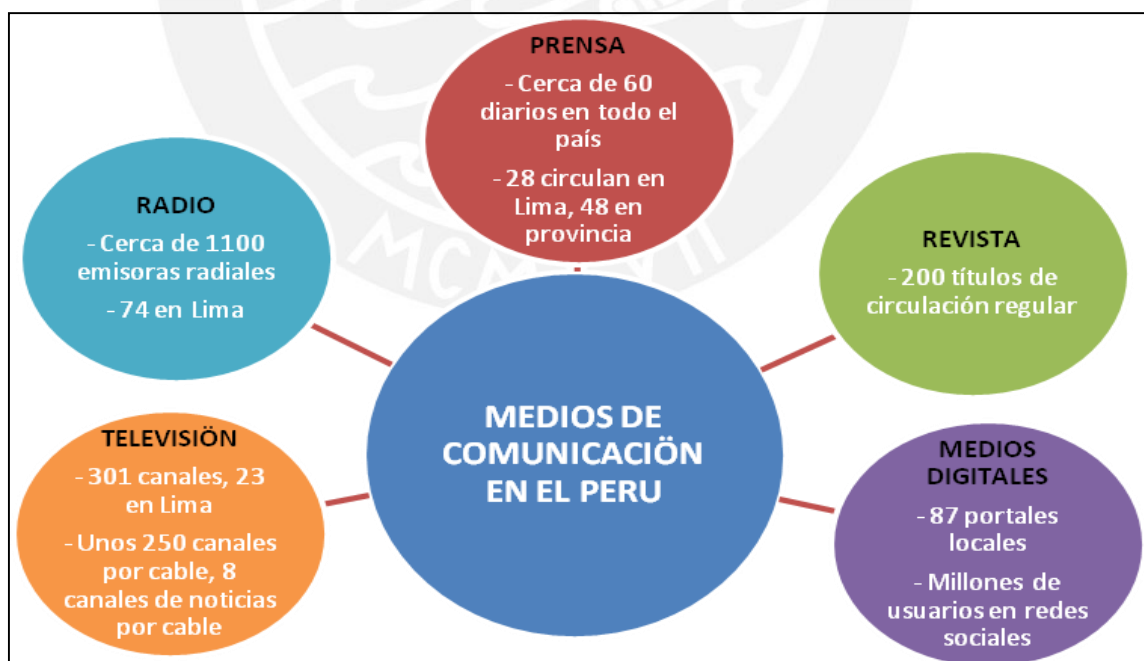 PRENSA
- Cerca de 60
diarios en todo el
país
- 28 circulan en
Lima, 48 en
provincia
RADIO
- Cerca de 1100
emisoras radiales
- 74 en Lima
REVISTA
- 200 títulos de
circulación regular
MEDIOS DE
COMUNICACIÖN
EN EL PERU
TELEVISIÖN
- 301 canales, 23
en Lima
- Unos 250 canales
por cable, 8
canales de noticias
por cable
MEDIOS
DIGITALES
- 87 portales
locales
- Millones de
usuarios en redes
sociales